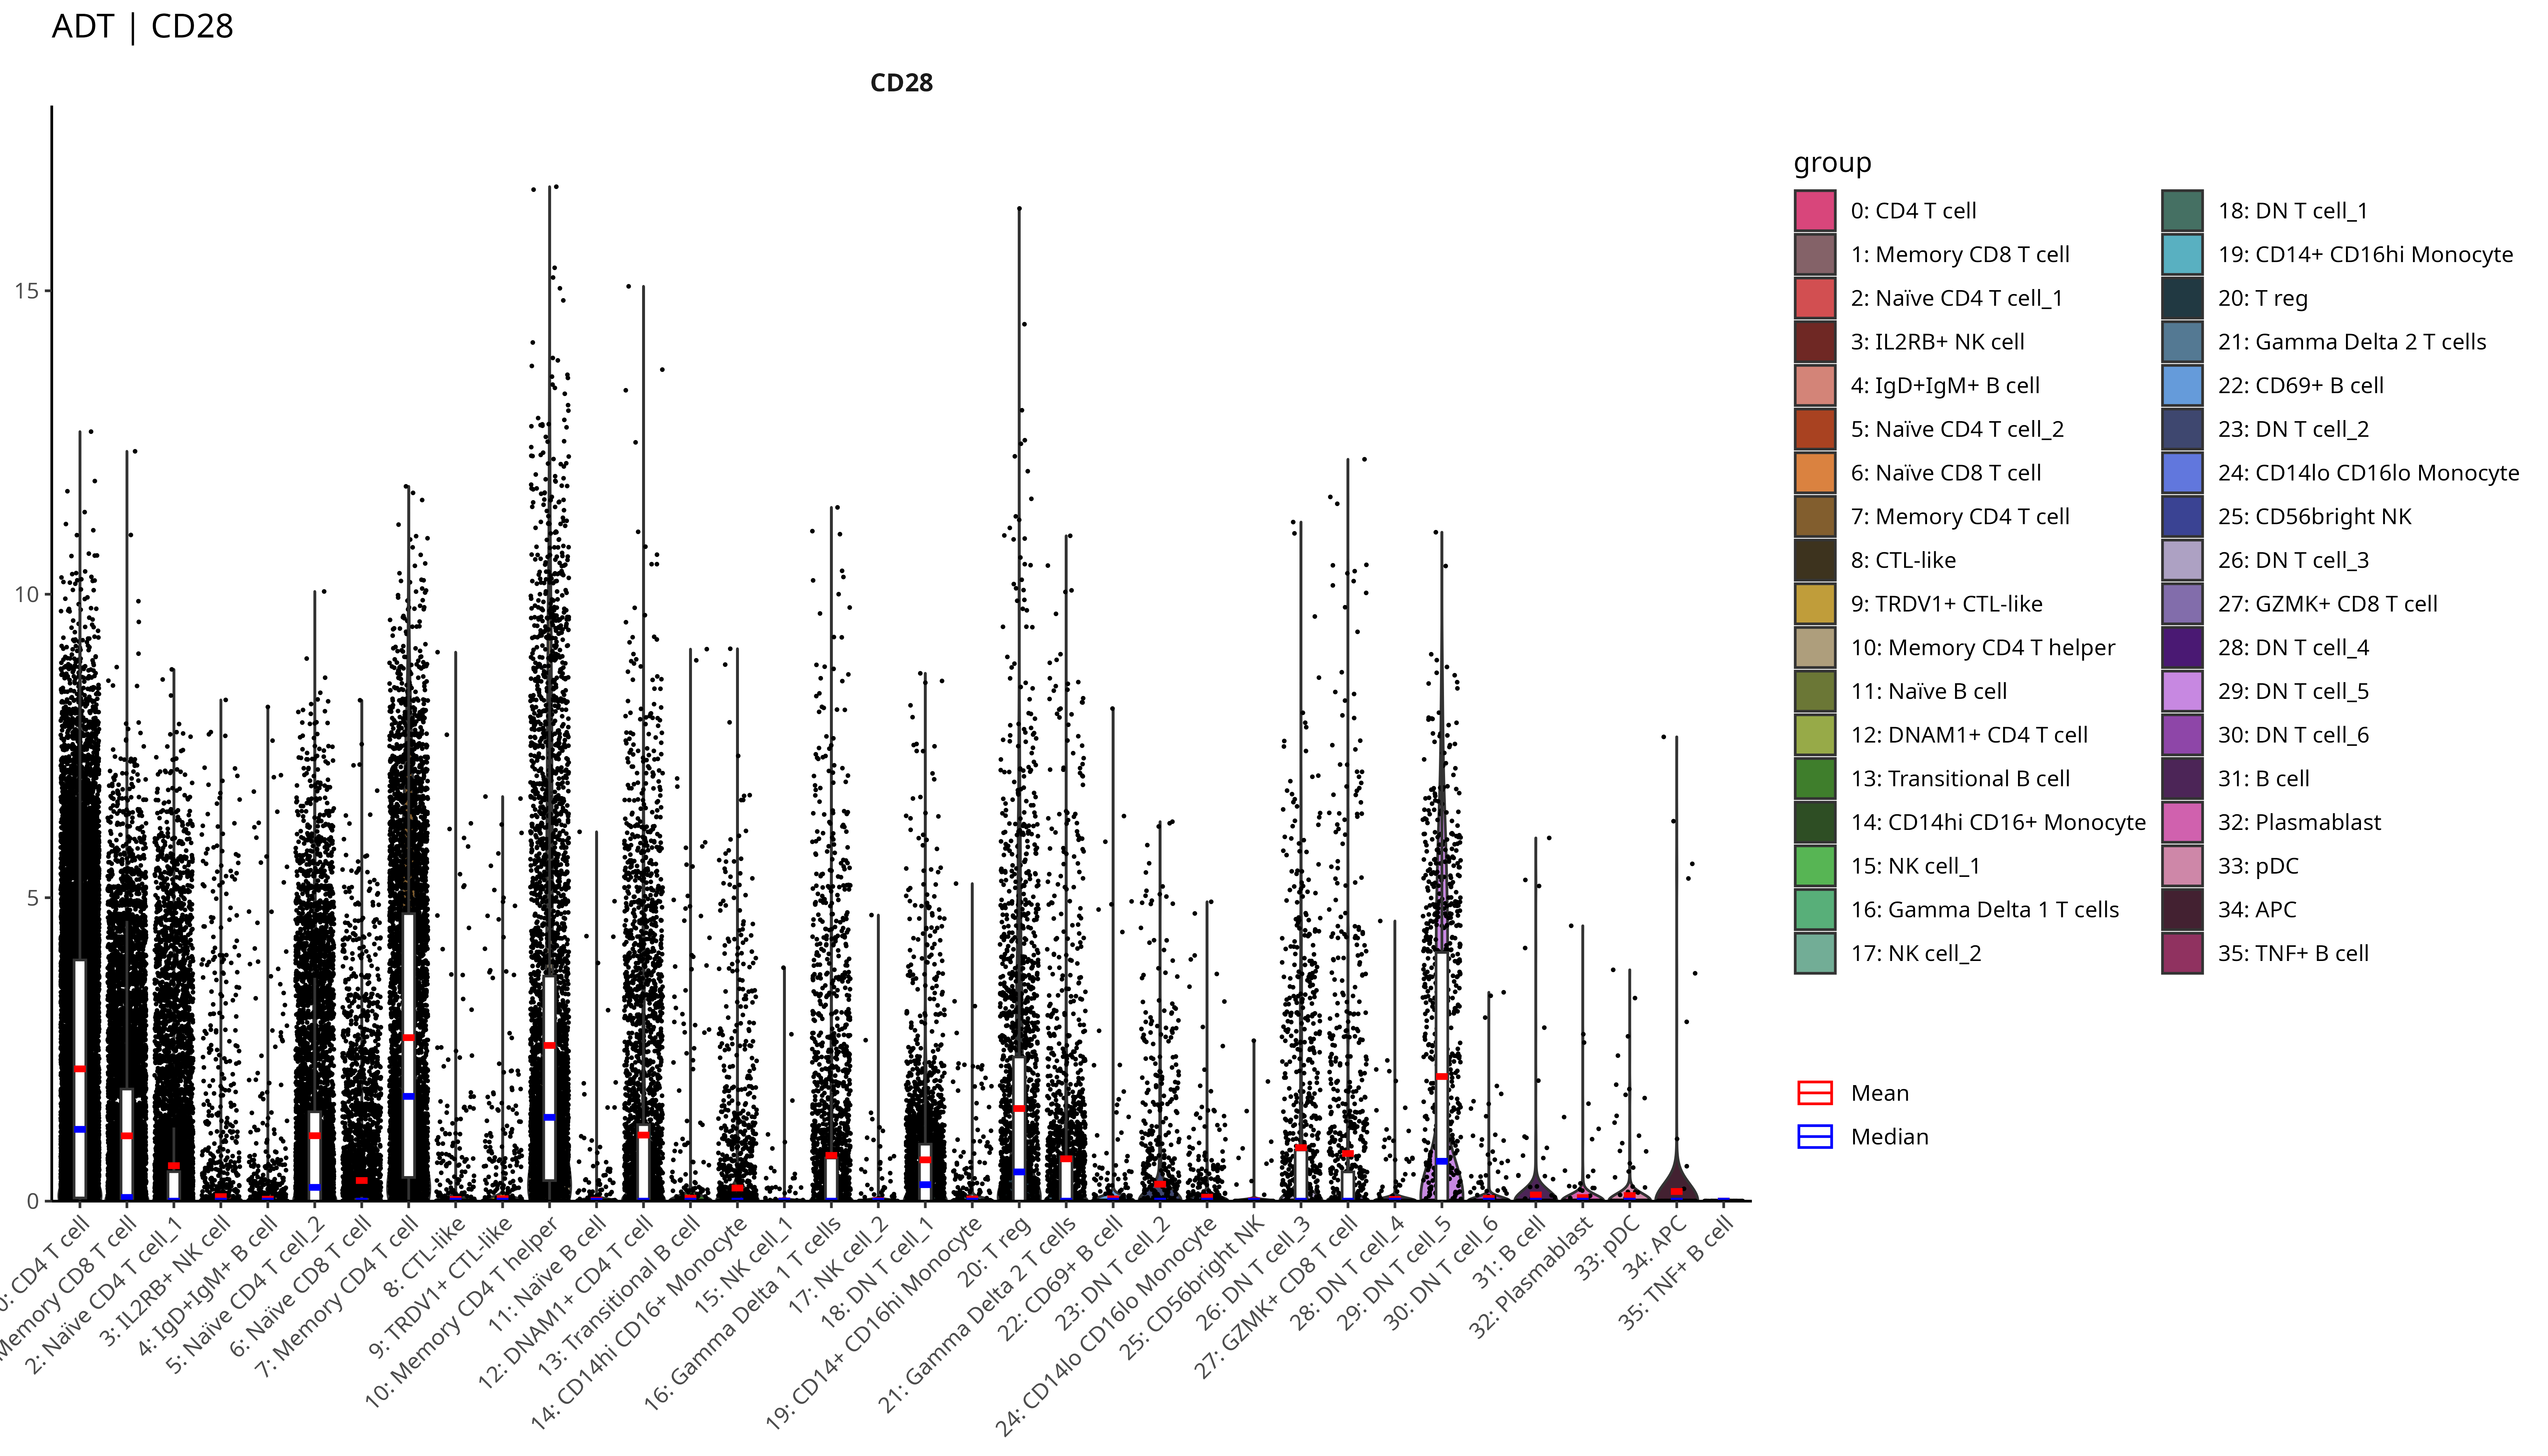 ADT | CD28
CD28
15
10
5
0
0: CD4 T cell
Memory CD8 T cell
2: Naïve CD4 T cell_1
3: IL2RB+ NK cell
4: IgD+IgM+ B cell
5: Naïve CD4 T cell_2
6: Naïve CD8 T cell
7: Memory CD4 T cell
8: CTL-like
9: TRDV1+ CTL-like
10: Memory CD4 T helper
11: Naïve B cell
12: DNAM1+ CD4 T cell
13: Transitional B cell
14: CD14hi CD16+ Monocyte
15: NK cell_1
16: Gamma Delta 1 T cells
17: NK cell_2
18: DN T cell_1
19: CD14+ CD16hi Monocyte
20: T reg
21: Gamma Delta 2 T cells
22: CD69+ B cell
23: DN T cell_2
24: CD14lo CD16lo Monocyte
25: CD56bright NK
26: DN T cell_3
27: GZMK+ CD8 T cell
28: DN T cell_4
29: DN T cell_5
30: DN T cell_6
31: B cell
32: Plasmablast
33: pDC
34: APC
35: TNF+ B cell
group
0: CD4 T cell
1: Memory CD8 T cell
2: Naïve CD4 T cell_1
3: IL2RB+ NK cell
4: IgD+IgM+ B cell
5: Naïve CD4 T cell_2
6: Naïve CD8 T cell
7: Memory CD4 T cell
8: CTL-like
9: TRDV1+ CTL-like
10: Memory CD4 T helper
11: Naïve B cell
12: DNAM1+ CD4 T cell
13: Transitional B cell
14: CD14hi CD16+ Monocyte
15: NK cell_1
16: Gamma Delta 1 T cells
17: NK cell_2
18: DN T cell_1
19: CD14+ CD16hi Monocyte
20: T reg
21: Gamma Delta 2 T cells
22: CD69+ B cell
23: DN T cell_2
24: CD14lo CD16lo Monocyte
25: CD56bright NK
26: DN T cell_3
27: GZMK+ CD8 T cell
28: DN T cell_4
29: DN T cell_5
30: DN T cell_6
31: B cell
32: Plasmablast
33: pDC
34: APC
35: TNF+ B cell
Mean
Median